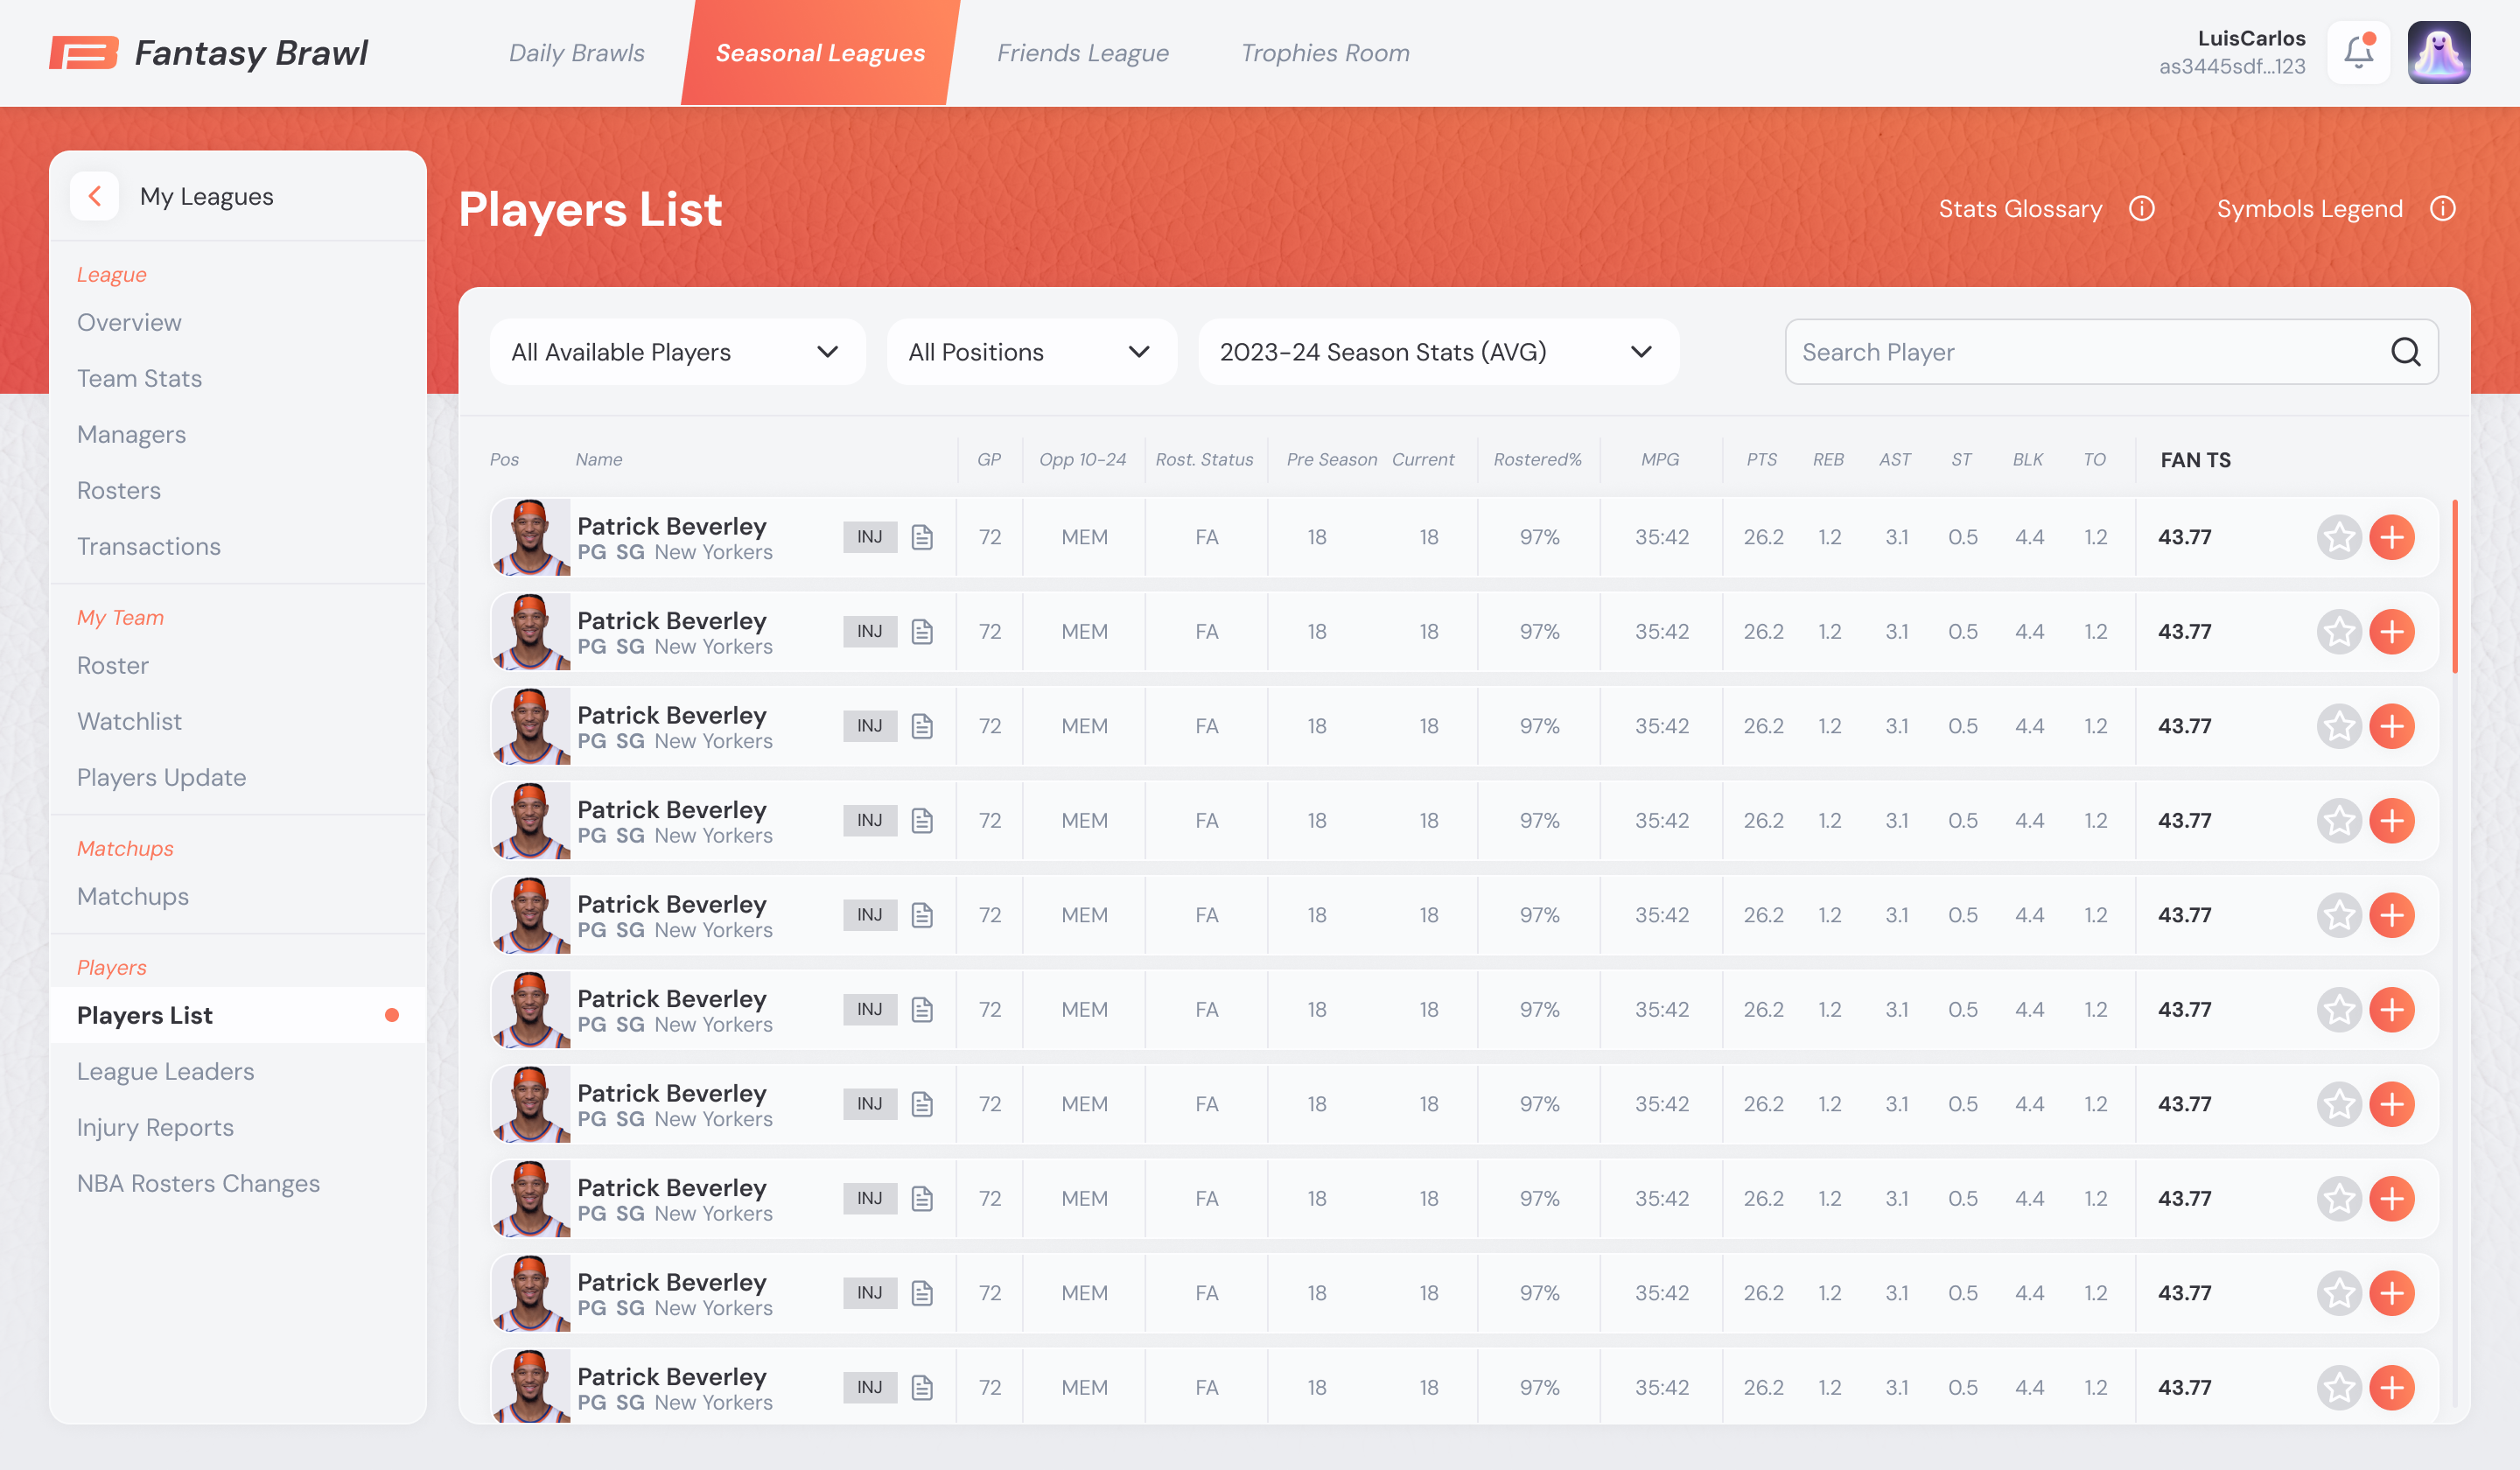 Fantasy Brawl
Daily Brawls
Seasonal Leagues
Friends League
Trophies Room
LuisCarlos
as3445sdf...123
My Leagues
League
Overview
Team Stats
Managers
Rosters
Transactions
My Team
Roster
Watchlist
Players Update
Matchups
Matchups
Players
Players List
League Leaders
Injury Reports
NBA Rosters Changes
Players List
Stats Glossary
Symbols Legend
All Available Players
All Positions
2023-24 Season Stats (AVG)
Search Player
Pos Name GP Opp 10-24 Rost. Status Pre Season Current Rostered% MPG PTS REB AST ST BLK TO FAN TS
Patrick Beverley
PG SG New Yorkers
INJ 72 MEM FA 18 18 97% 35:42 26.2 1.2 3.1 0.5 4.4 1.2 43.77
Patrick Beverley
PG SG New Yorkers
INJ 72 MEM FA 18 18 97% 35:42 26.2 1.2 3.1 0.5 4.4 1.2 43.77
Patrick Beverley
PG SG New Yorkers
INJ 72 MEM FA 18 18 97% 35:42 26.2 1.2 3.1 0.5 4.4 1.2 43.77
Patrick Beverley
PG SG New Yorkers
INJ 72 MEM FA 18 18 97% 35:42 26.2 1.2 3.1 0.5 4.4 1.2 43.77
Patrick Beverley
PG SG New Yorkers
INJ 72 MEM FA 18 18 97% 35:42 26.2 1.2 3.1 0.5 4.4 1.2 43.77
Patrick Beverley
PG SG New Yorkers
INJ 72 MEM FA 18 18 97% 35:42 26.2 1.2 3.1 0.5 4.4 1.2 43.77
Patrick Beverley
PG SG New Yorkers
INJ 72 MEM FA 18 18 97% 35:42 26.2 1.2 3.1 0.5 4.4 1.2 43.77
Patrick Beverley
PG SG New Yorkers
INJ 72 MEM FA 18 18 97% 35:42 26.2 1.2 3.1 0.5 4.4 1.2 43.77
Patrick Beverley
PG SG New Yorkers
INJ 72 MEM FA 18 18 97% 35:42 26.2 1.2 3.1 0.5 4.4 1.2 43.77
Patrick Beverley
PG SG New Yorkers
INJ 72 MEM FA 18 18 97% 35:42 26.2 1.2 3.1 0.5 4.4 1.2 43.77